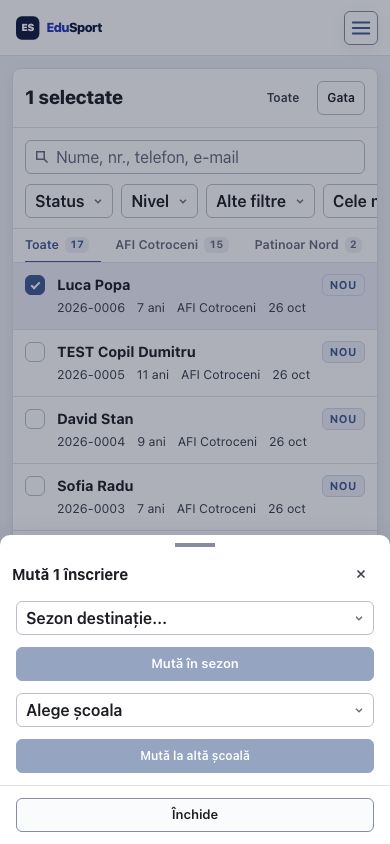 ES EduSport
1 selectate
Toate
Gata
Nume, nr., telefon, e-mail
Status
Nivel
Alte filtre
Cele n
Toate 17
AFI Cotroceni 15
Patinoar Nord 2
Luca Popa
NOU
2026-0006 7 ani AFI Cotroceni 26 oct
TEST Copil Dumitru
NOU
2026-0005 11 ani AFI Cotroceni 26 oct
David Stan
NOU
2026-0004 9 ani AFI Cotroceni 26 oct
Sofia Radu
NOU
2026-0003 7 ani AFI Cotroceni 26 oct
Mută 1 înscriere
Sezon destinație...
Mută în sezon
Alege școala
Mută la altă școală
Închide